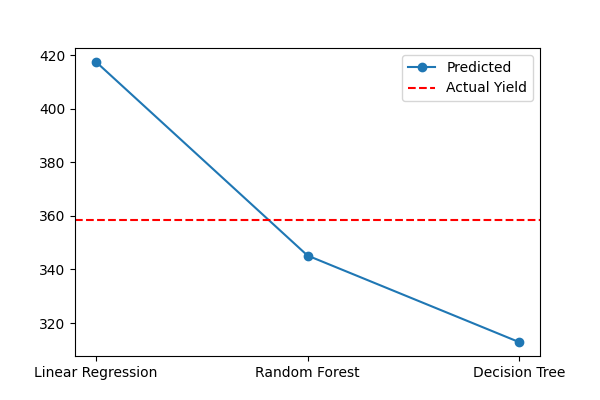 420
400
380
360
340
320
Predicted
Actual Yield
Linear Regression
Random Forest
Decision Tree